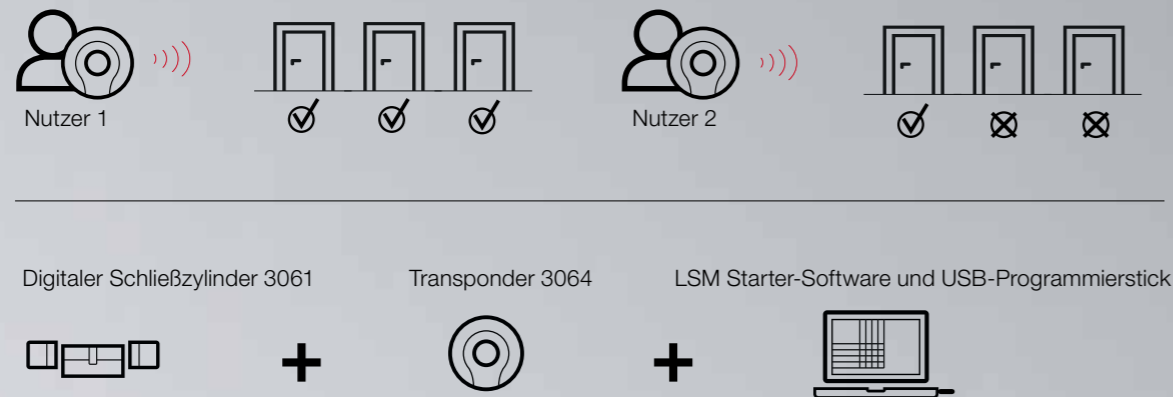 Nutzer 1
Nutzer 2
Digitaler Schließzylinder 3061
Transponder 3064
LSM Starter-Software und USB-Programmierstick